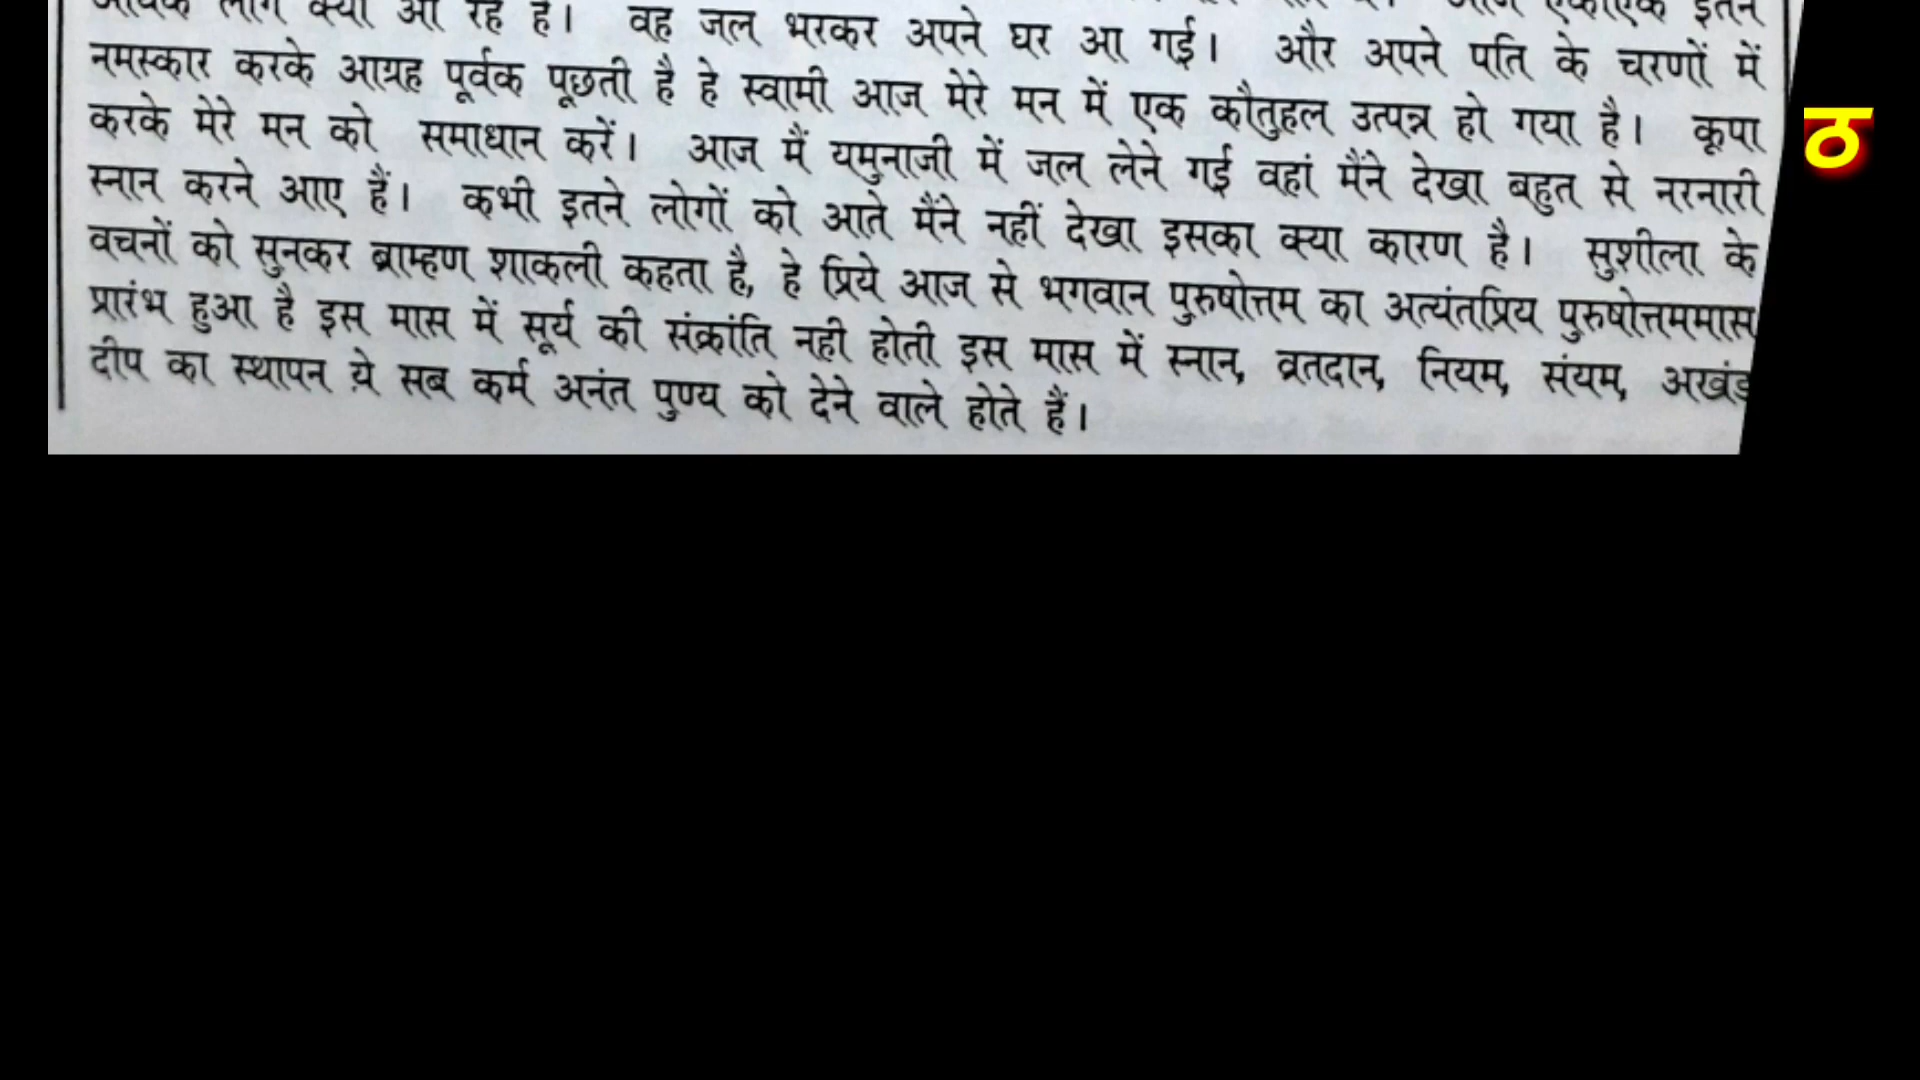 लोग क्यों आ रहे है। वह जल भरकर अपने घर आ गई। और अपने पति के चरणों में
नमस्कार करके आग्रह पूर्वक पूछती है हे स्वामी आज मेरे मन में एक कौतुहल उत्पन्न हो गया है। कृपा
करके मेरे मन को समाधान करें। आज मैं यमुनाजी में जल लेने गई वहां मैंने देखा बहुत से नरनारी
स्नान करने आए हैं। कभी इतने लोगों को आते मैंने नहीं देखा इसका क्या कारण है। सुशीला के
वचनों को सुनकर ब्राम्हण शाकली कहता है, हे प्रिये आज से भगवान पुरुषोत्तम का अत्यंतप्रिय पुरुषोत्तममास
प्रारंभ हुआ है इस मास में सूर्य की संक्रांति नही होती इस मास में स्नान, व्रतदान, नियम, संयम, अखंड
दीप का स्थापन ये सब कर्म अनंत पुण्य को देने वाले होते हैं।
ठ